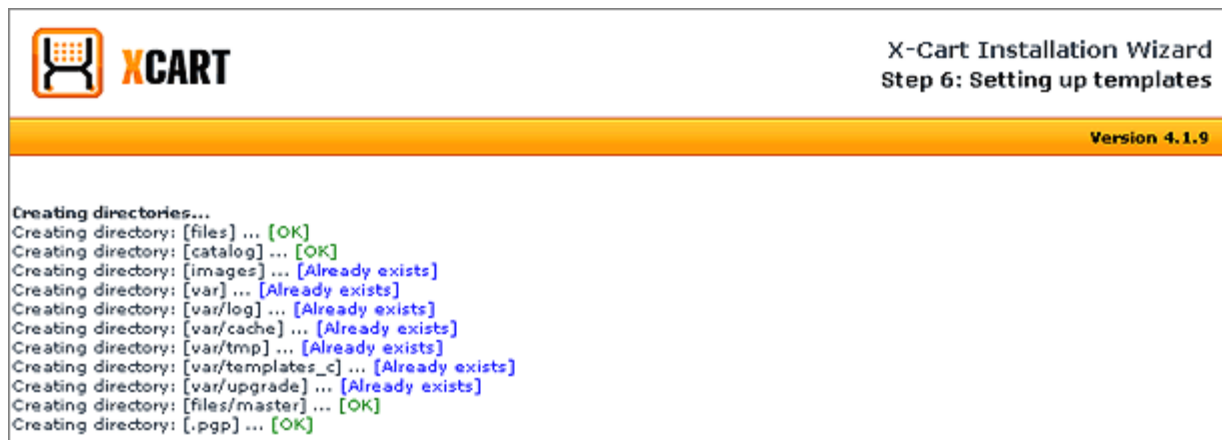 XCART
X-Cart Installation Wizard
Step 6: Setting up templates
Version 4.1.9
Creating directories...
Creating directory: [files] ... [OK]
Creating directory: [catalog] ... [OK]
Creating directory: [images] ... [Already exists]
Creating directory: [var] ... [Already exists]
Creating directory: [var/log] ... [Already exists]
Creating directory: [var/cache] ... [Already exists]
Creating directory: [var/tmp] ... [Already exists]
Creating directory: [var/templates_c] ... [Already exists]
Creating directory: [var/upgrade] ... [Already exists]
Creating directory: [files/master] ... [OK]
Creating directory: [.pgp] ... [OK]